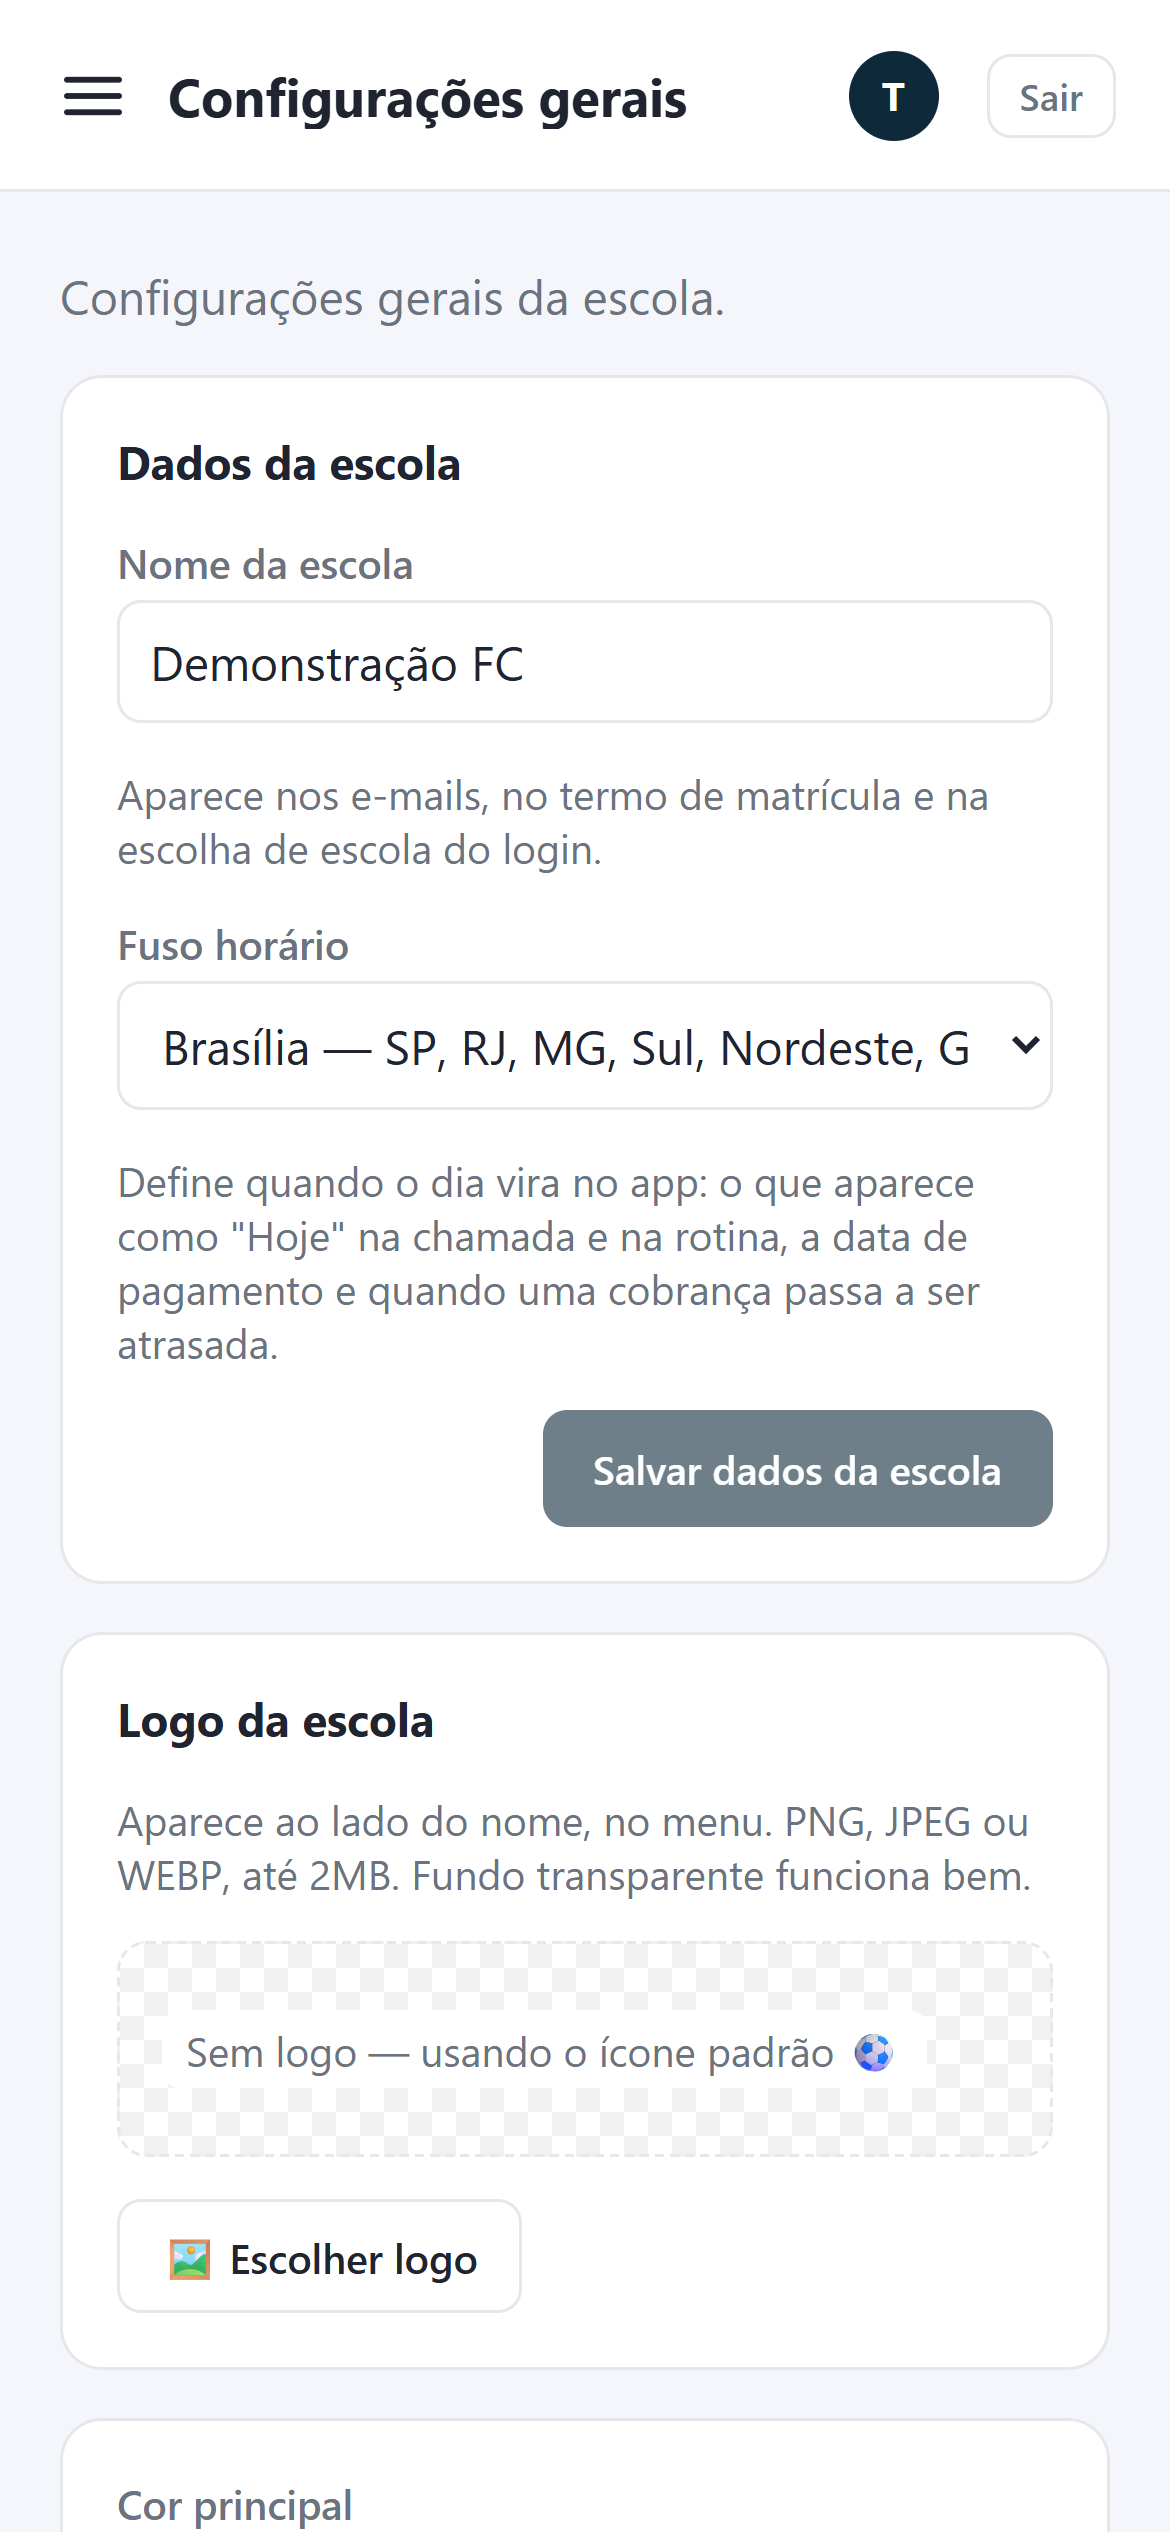 Configurações gerais
T
Sair
Configurações gerais da escola.
Dados da escola
Nome da escola
Demonstração FC
Aparece nos e-mails, no termo de matrícula e na
escolha de escola do login.
Fuso horário
Brasília — SP, RJ, MG, Sul, Nordeste, G
Define quando o dia vira no app: o que aparece
como "Hoje" na chamada e na rotina, a data de
pagamento e quando uma cobrança passa a ser
atrasada.
Salvar dados da escola
Logo da escola
Aparece ao lado do nome, no menu. PNG, JPEG ou
WEBP, até 2MB. Fundo transparente funciona bem.
Sem logo — usando o ícone padrão
Escolher logo
Cor principal